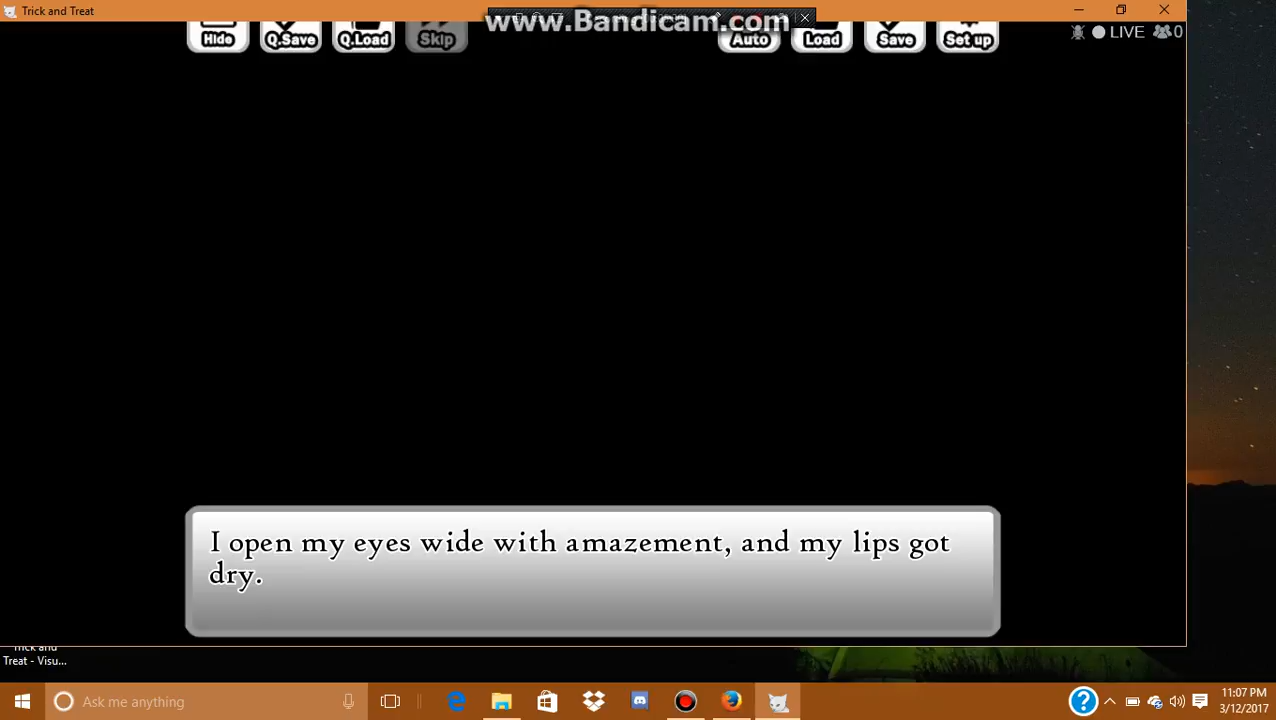 Trick and Treat
www.Bandicam.com
Hide
Q.Save
Q.Load
Skip
Auto
Load
Save
Set up
LIVE
0
I open my eyes wide with amazement, and my lips got
dry.
Trick and
Treat - Visu...
Ask me anything
11:07 PM
3/12/2017